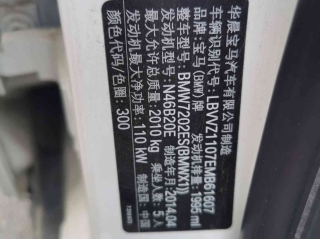 华晨宝马汽车有限公司制造
车辆识别代号: LBVVZ1107EMB61607
品牌: 宝马(BMW)牌 发动机排量: 1995 ml
整车型号: BMW7202ES(BMWX1)
发动机型号: N46B20E 制造年月: 2014.04
最大允许总质量: 2010 kg 乘坐人数: 5人
发动机最大净功率: 110 kW 制造国: 中国
颜色代码/色圈: 300